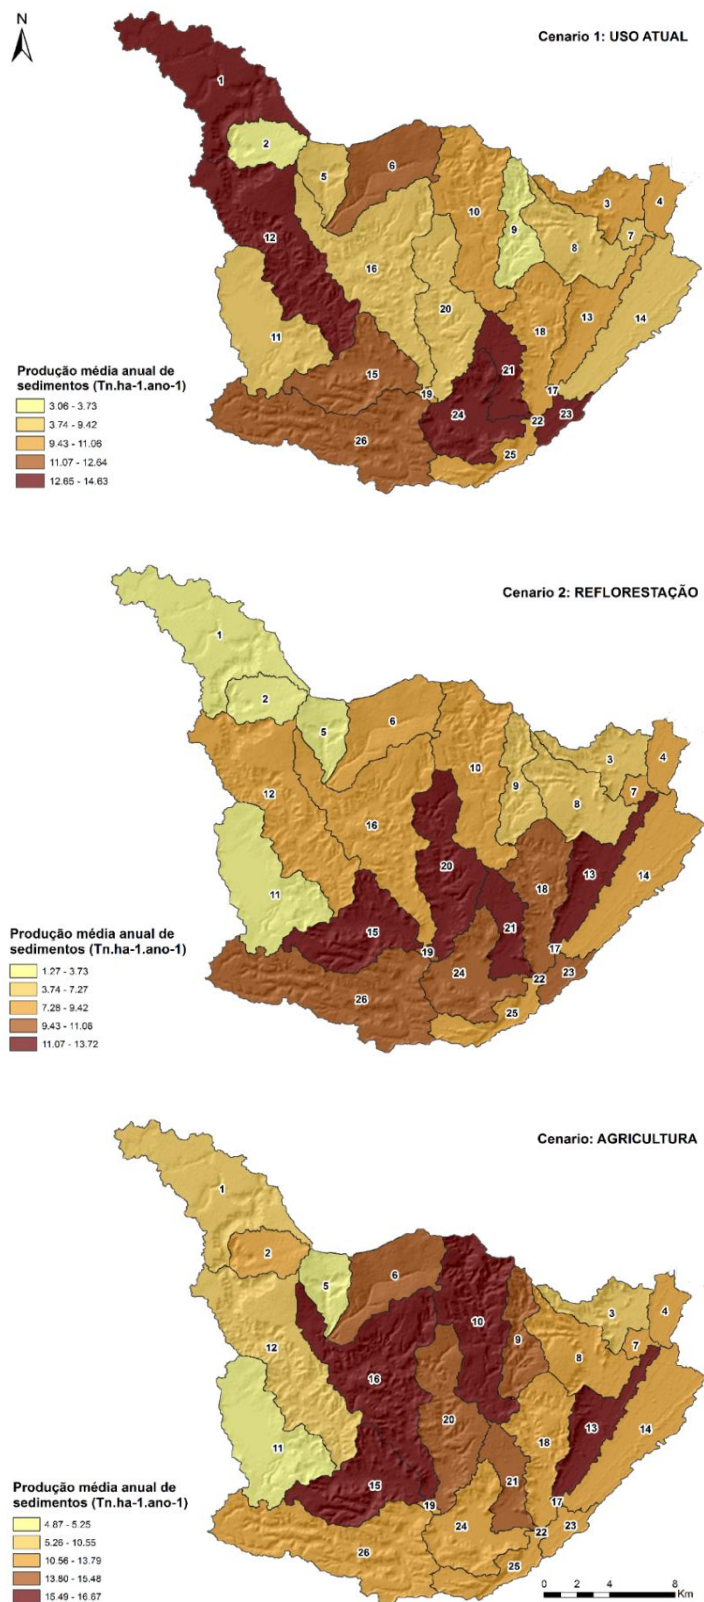 N
Cenario 1: USO ATUAL
1
2
5
6
3
4
10
9
7
8
12
16
20
11
18
13
14
15
21
19
17
24
22
23
26
25
Produção média anual de
sedimentos (Tn.ha-1.ano-1)
3.06 - 3.73
3.74 - 9.42
9.43 - 11.06
11.07 - 12.64
12.65 - 14.63
Cenario 2: REFLORESTAÇÃO
1
2
5
6
3
4
10
9
7
8
12
16
20
11
18
13
14
15
21
19
17
24
22
23
26
25
Produção média anual de
sedimentos (Tn.ha-1.ano-1)
1.27 - 3.73
3.74 - 7.27
7.28 - 9.42
9.43 - 11.06
11.07 - 13.72
Cenario: AGRICULTURA
1
2
5
6
3
4
10
9
7
8
12
16
20
11
18
13
14
15
21
19
17
24
22
23
26
25
Produção média anual de
sedimentos (Tn.ha-1.ano-1)
4.87 - 5.25
5.26 - 10.55
10.56 - 13.79
13.80 - 15.48
15.49 - 16.67
0 2 4 8
Km